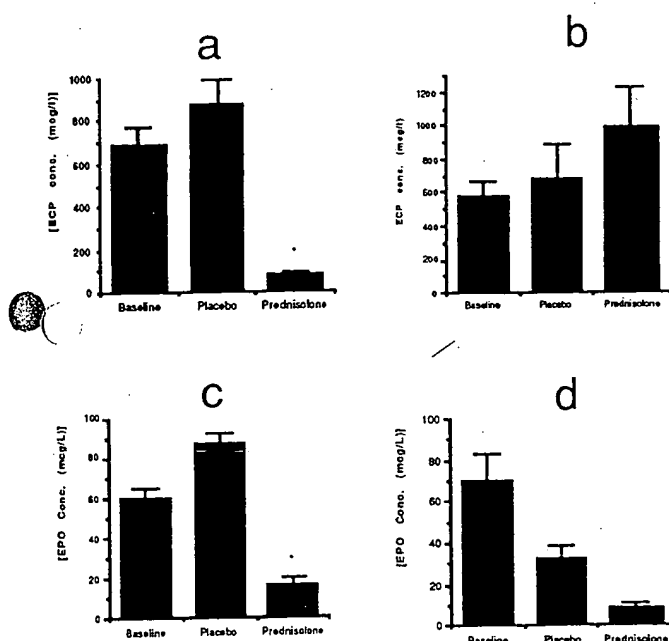 a
[ECP conc. (mcg/l)]
1000
800
600
400
200
0
Baseline Placebo Prednisolone
b
ECP conc. (mcg/l)
1200
1000
800
600
400
200
0
Baseline Placebo Prednisolone
c
[EPO Conc. (mcg/L)]
100
80
60
40
20
0
Baseline Placebo Prednisolone
d
[EPO Conc. (mcg/L)]
100
80
60
40
20
0
Baseline Placebo Prednisolone